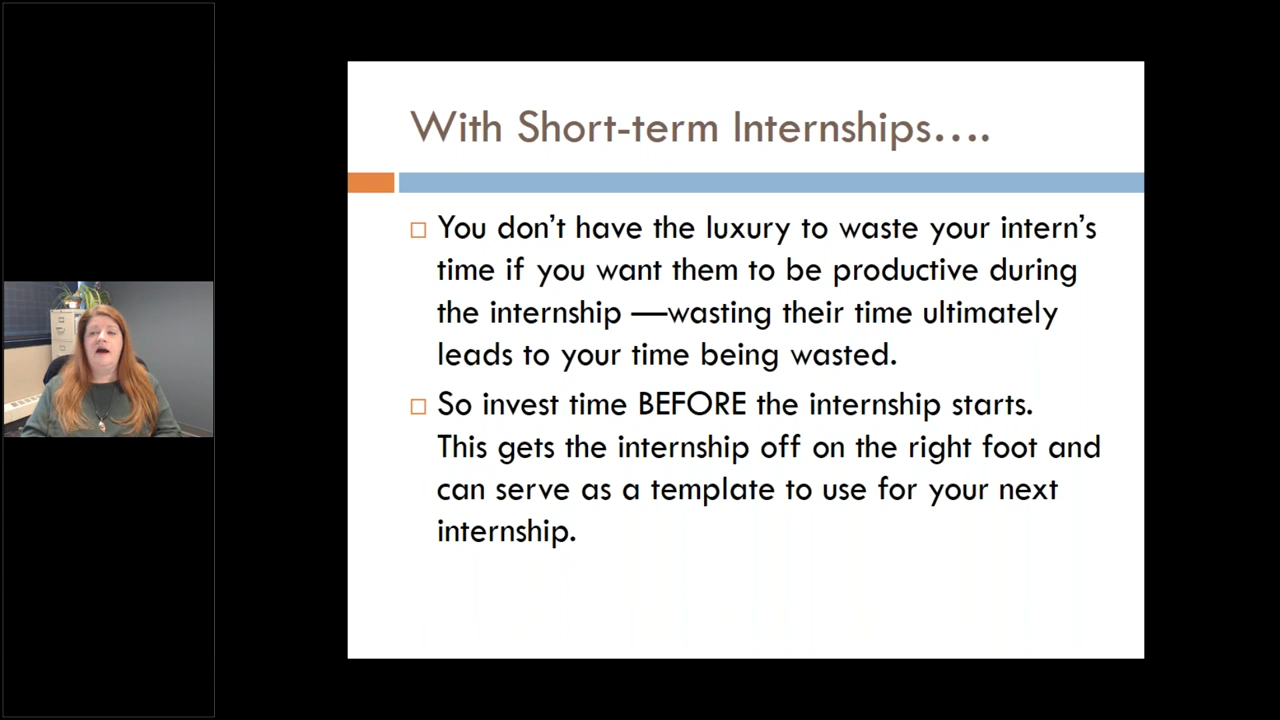 With Short-term Internships....
You don't have the luxury to waste your intern's
time if you want them to be productive during
the internship —wasting their time ultimately
leads to your time being wasted.
So invest time BEFORE the internship starts.
This gets the internship off on the right foot and
can serve as a template to use for your next
internship.